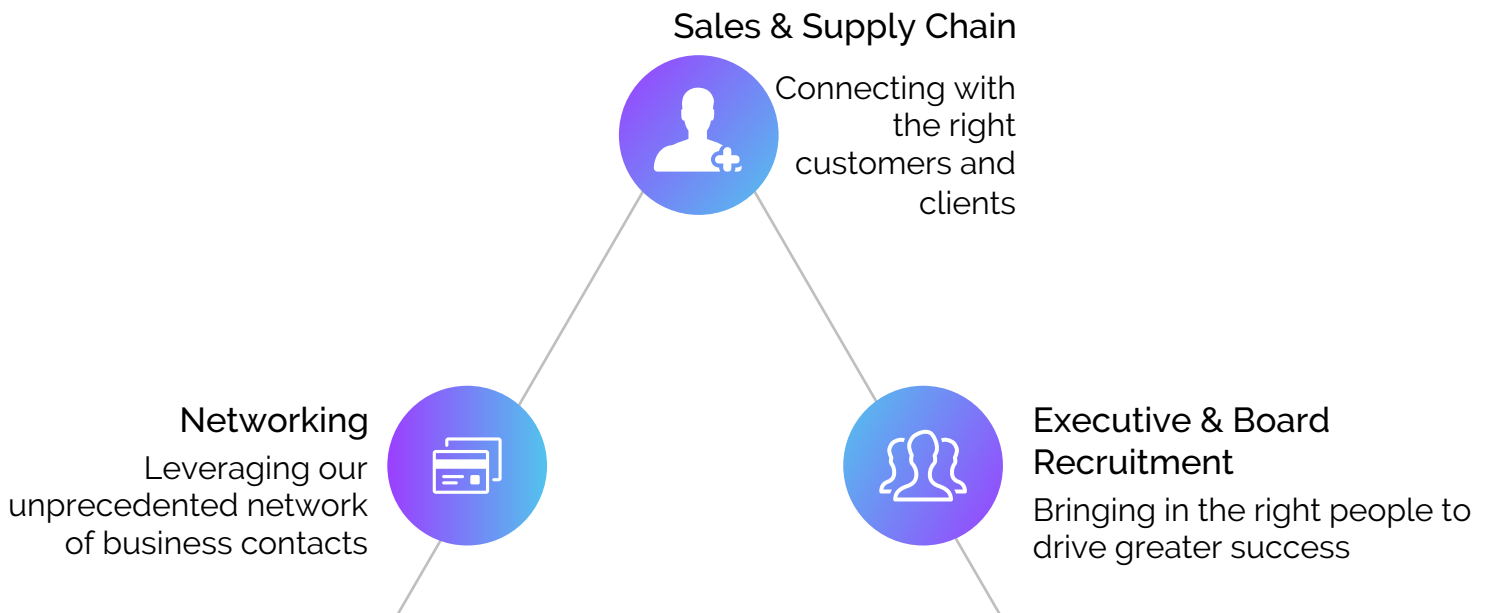 Sales & Supply Chain
Connecting with
the right
customers and
clients
Networking
Leveraging our
unprecedented network
of business contacts
Executive & Board
Recruitment
Bringing in the right people to
drive greater success